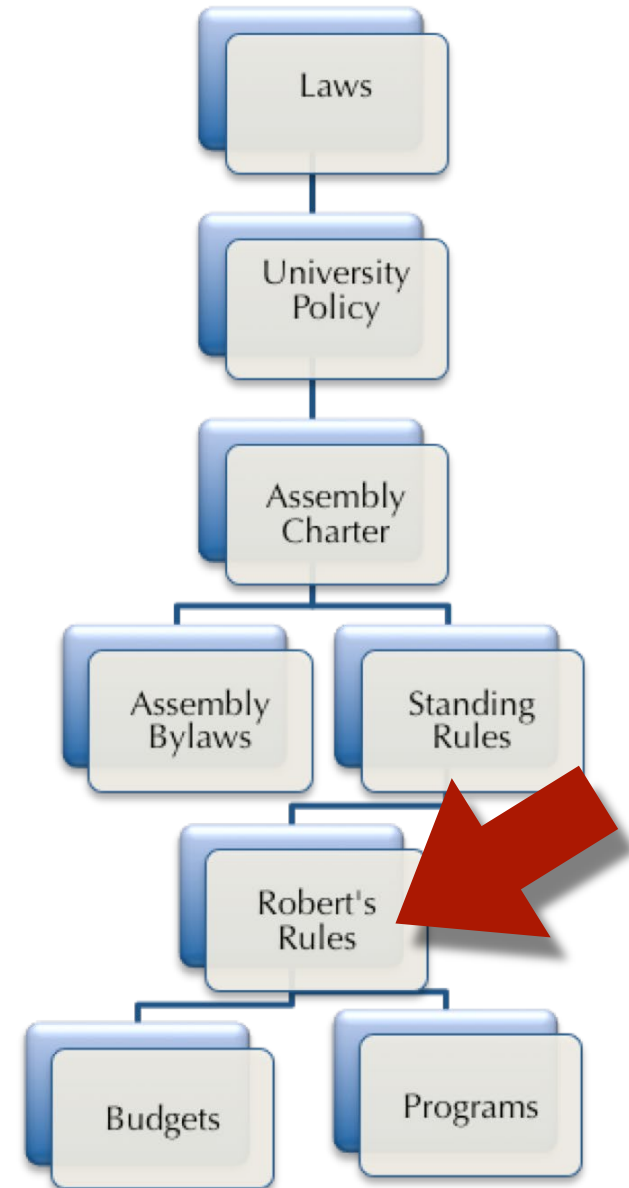 Laws
University
Policy
Assembly
Charter
Assembly
Bylaws
Standing
Rules
Robert's
Rules
Budgets
Programs